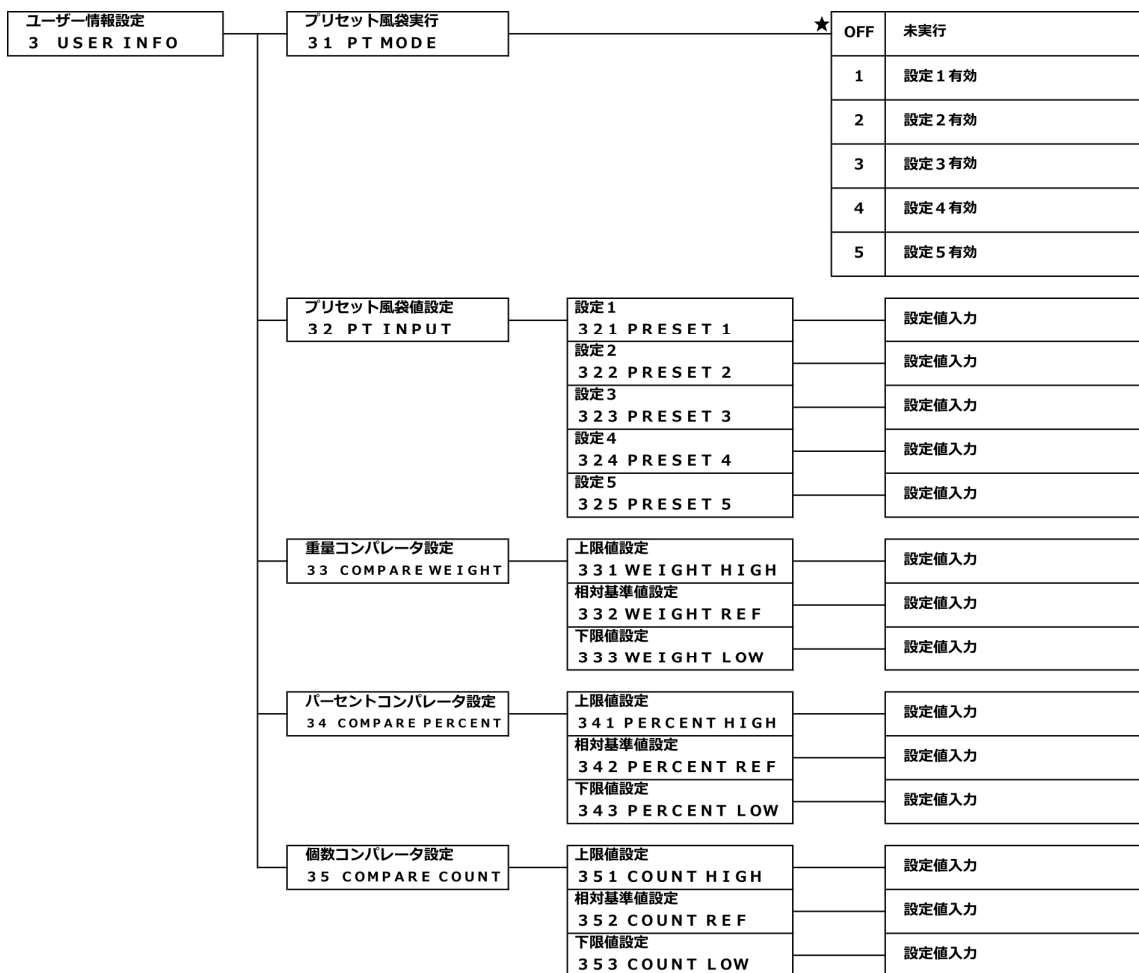 ユーザー情報設定
3 USER INFO
プリセット風袋実行
31 PT MODE
★
OFF 未実行
1 設定1有効
2 設定2有効
3 設定3有効
4 設定4有効
5 設定5有効
プリセット風袋値設定
32 PT INPUT
設定1
321 PRESET 1
設定値入力
設定2
322 PRESET 2
設定値入力
設定3
323 PRESET 3
設定値入力
設定4
324 PRESET 4
設定値入力
設定5
325 PRESET 5
設定値入力
重量コンパレータ設定
33 COMPARE WEIGHT
上限値設定
331 WEIGHT HIGH
設定値入力
相対基準値設定
332 WEIGHT REF
設定値入力
下限値設定
333 WEIGHT LOW
設定値入力
パーセントコンパレータ設定
34 COMPARE PERCENT
上限値設定
341 PERCENT HIGH
設定値入力
相対基準値設定
342 PERCENT REF
設定値入力
下限値設定
343 PERCENT LOW
設定値入力
個数コンパレータ設定
35 COMPARE COUNT
上限値設定
351 COUNT HIGH
設定値入力
相対基準値設定
352 COUNT REF
設定値入力
下限値設定
353 COUNT LOW
設定値入力